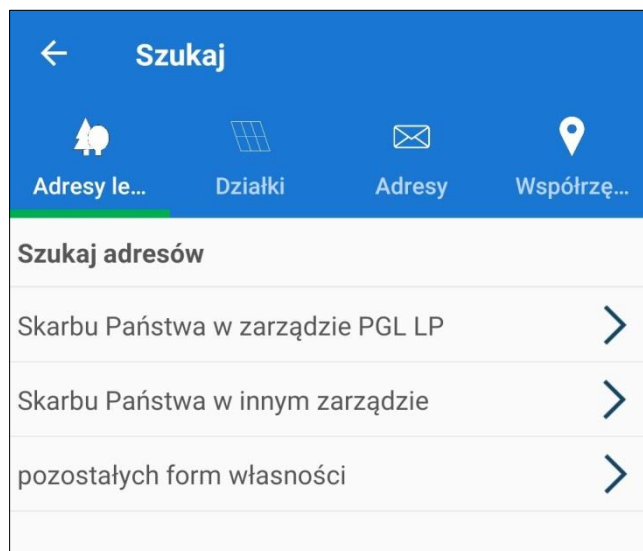 Szukaj
Adresy le... Działki Adresy Współrzę...
Szukaj adresów
Skarbu Państwa w zarządzie PGL LP
Skarbu Państwa w innym zarządzie
pozostałych form własności